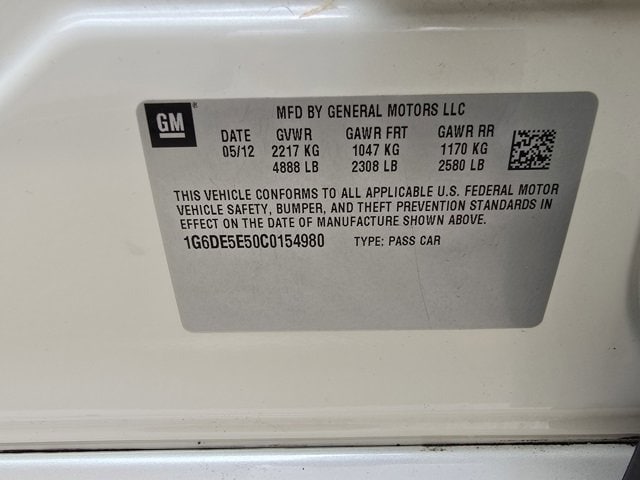 GM ®
MFD BY GENERAL MOTORS LLC
DATE GVWR GAWR FRT GAWR RR
05/12 2217 KG 1047 KG 1170 KG
4888 LB 2308 LB 2580 LB
THIS VEHICLE CONFORMS TO ALL APPLICABLE U.S. FEDERAL MOTOR
VEHICLE SAFETY, BUMPER, AND THEFT PREVENTION STANDARDS IN
EFFECT ON THE DATE OF MANUFACTURE SHOWN ABOVE.
1G6DE5E50C0154980 TYPE: PASS CAR